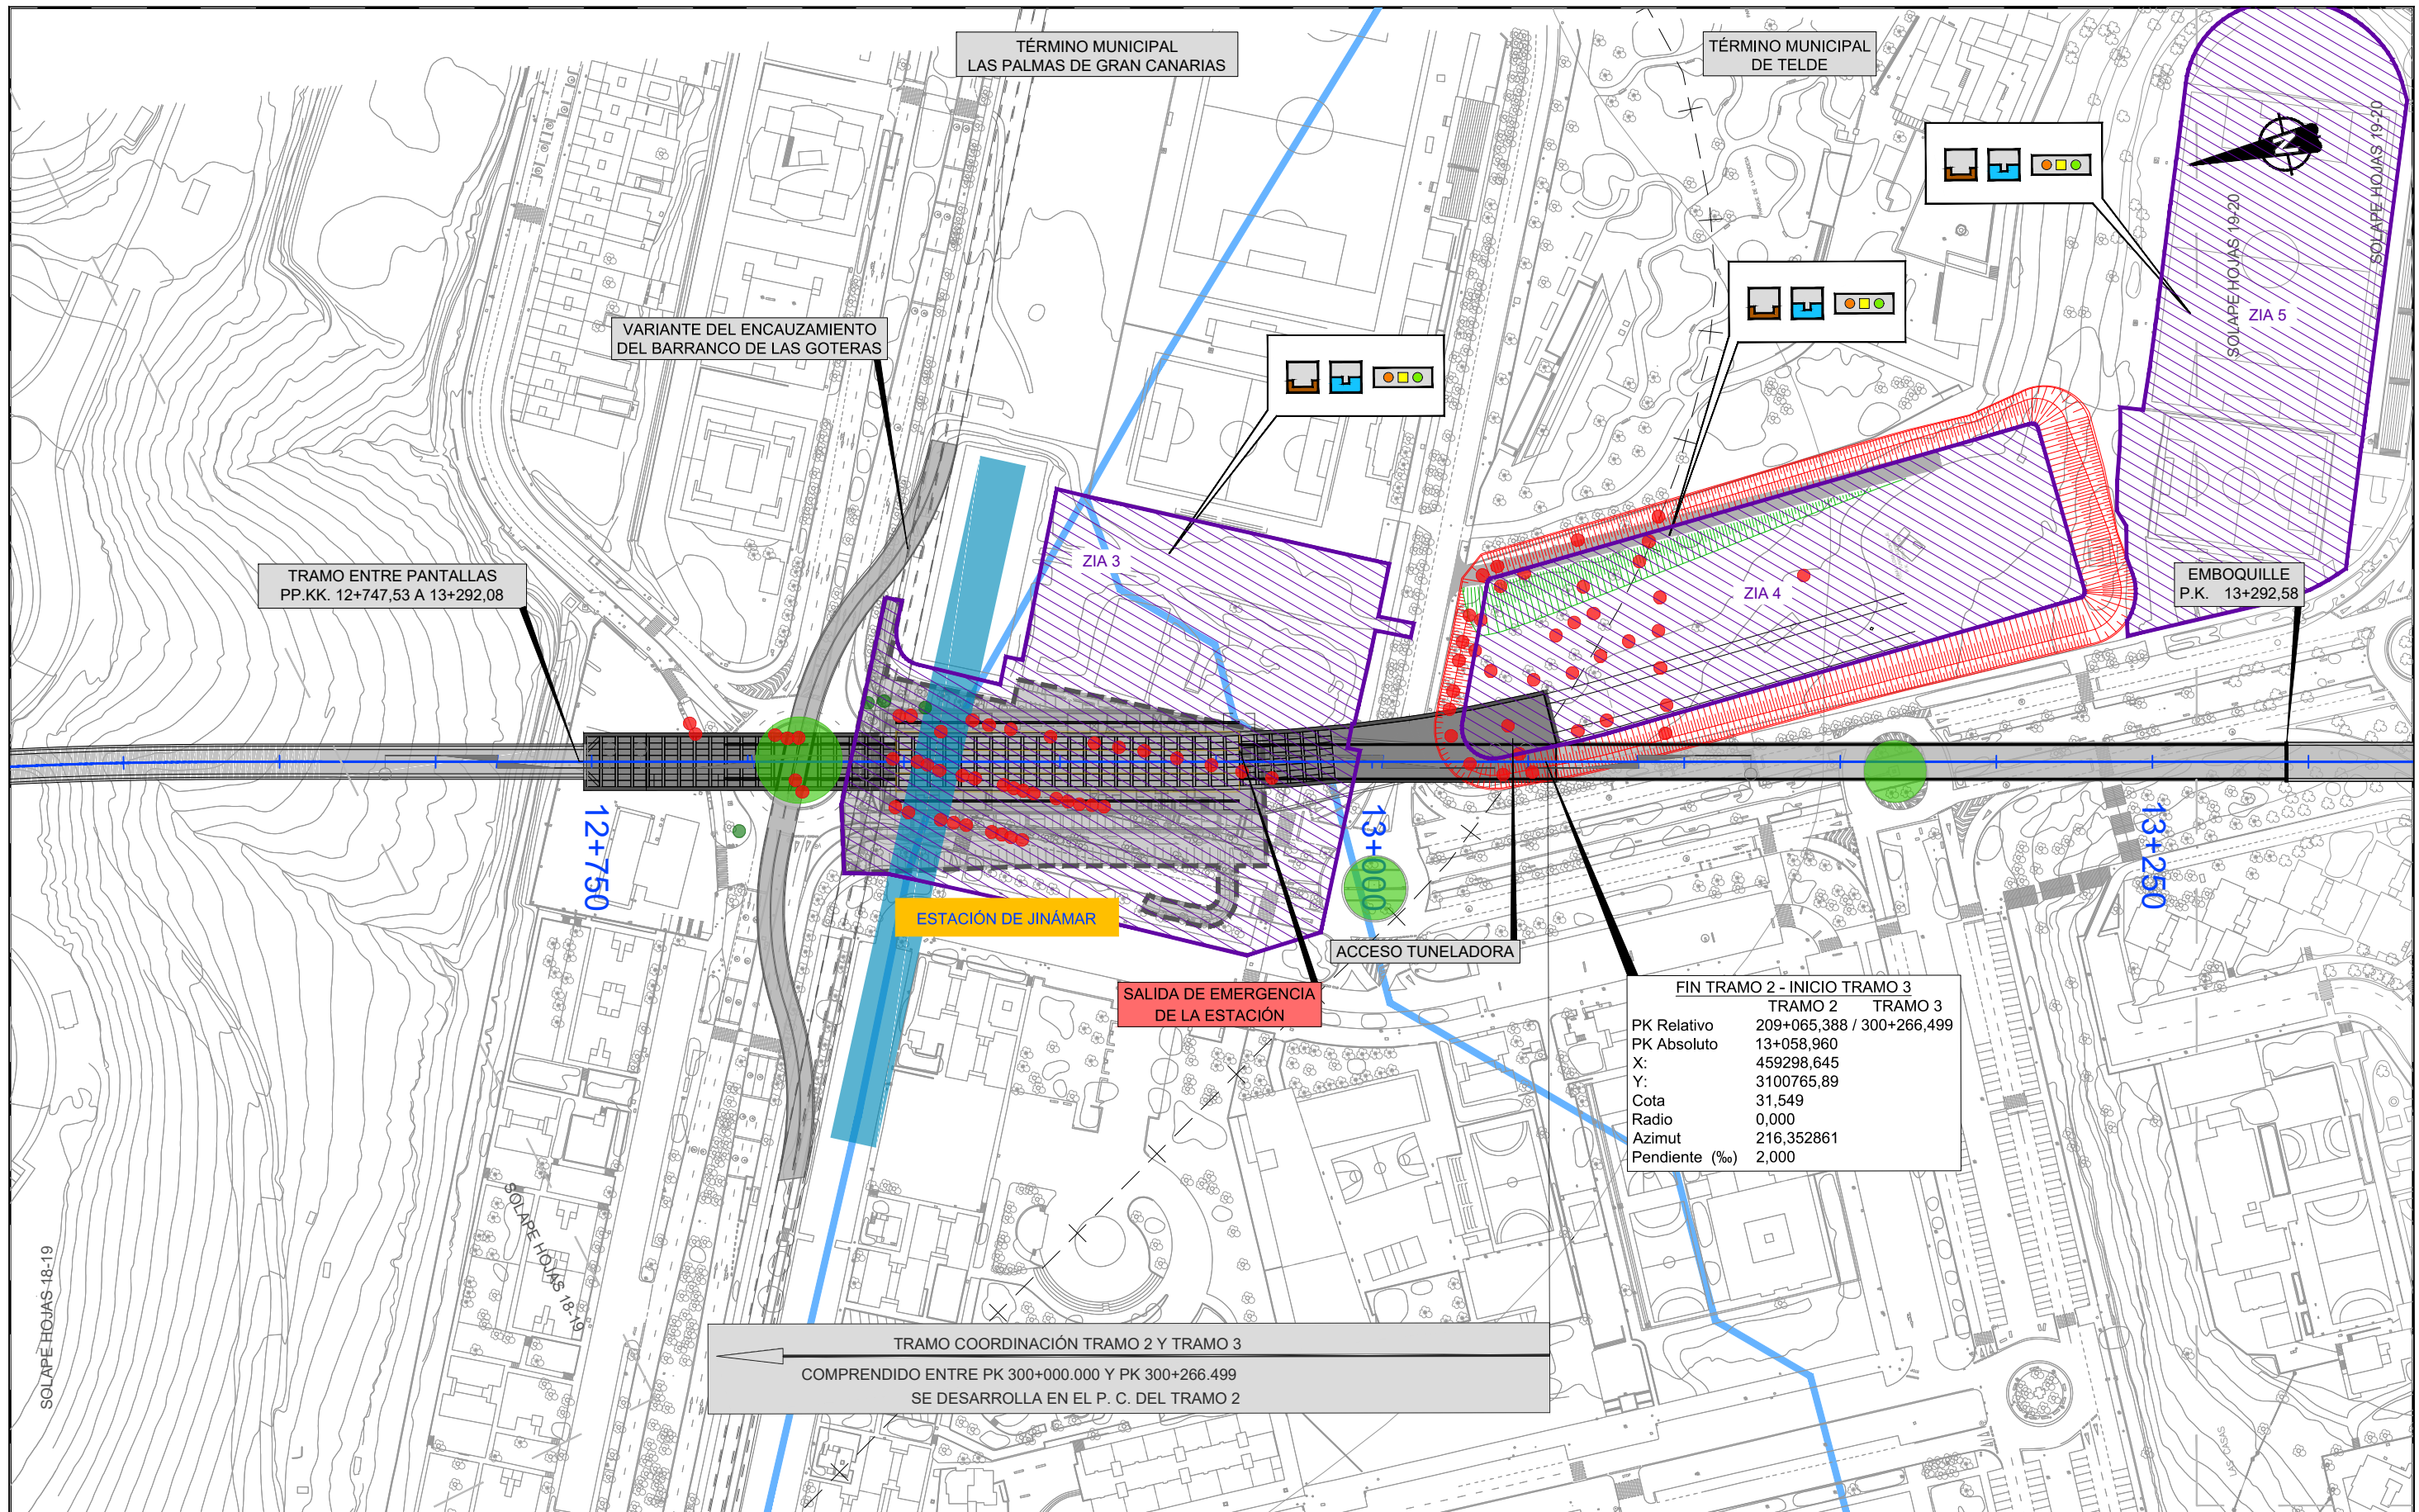 TÉRMINO MUNICIPAL
LAS PALMAS DE GRAN CANARIAS
TÉRMINO MUNICIPAL
DE TELDE
SOLAPE HOJAS 19-20
SOLAPE HOJAS 19-20
N
ZIA 5
VARIANTE DEL ENCAUZAMIENTO
DEL BARRANCO DE LAS GOTERAS
TRAMO ENTRE PANTALLAS
PP.KK. 12+747,53 A 13+292,08
ZIA 3
ZIA 4
EMBOQUILLE
P.K. 13+292,58
12+750
13+000
13+250
ESTACIÓN DE JINÁMAR
ACCESO TUNELADORA
SALIDA DE EMERGENCIA
DE LA ESTACIÓN
FIN TRAMO 2 - INICIO TRAMO 3
TRAMO 2 TRAMO 3
PK Relativo 209+065,388 / 300+266,499
PK Absoluto 13+058,960
X: 459298,645
Y: 3100765,89
Cota 31,549
Radio 0,000
Azimut 216,352861
Pendiente (‰) 2,000
SOLAPE HOJAS 18-19
SOLAPE HOJAS 18-19
TRAMO COORDINACIÓN TRAMO 2 Y TRAMO 3
COMPRENDIDO ENTRE PK 300+000.000 Y PK 300+266.499
SE DESARROLLA EN EL P. C. DEL TRAMO 2